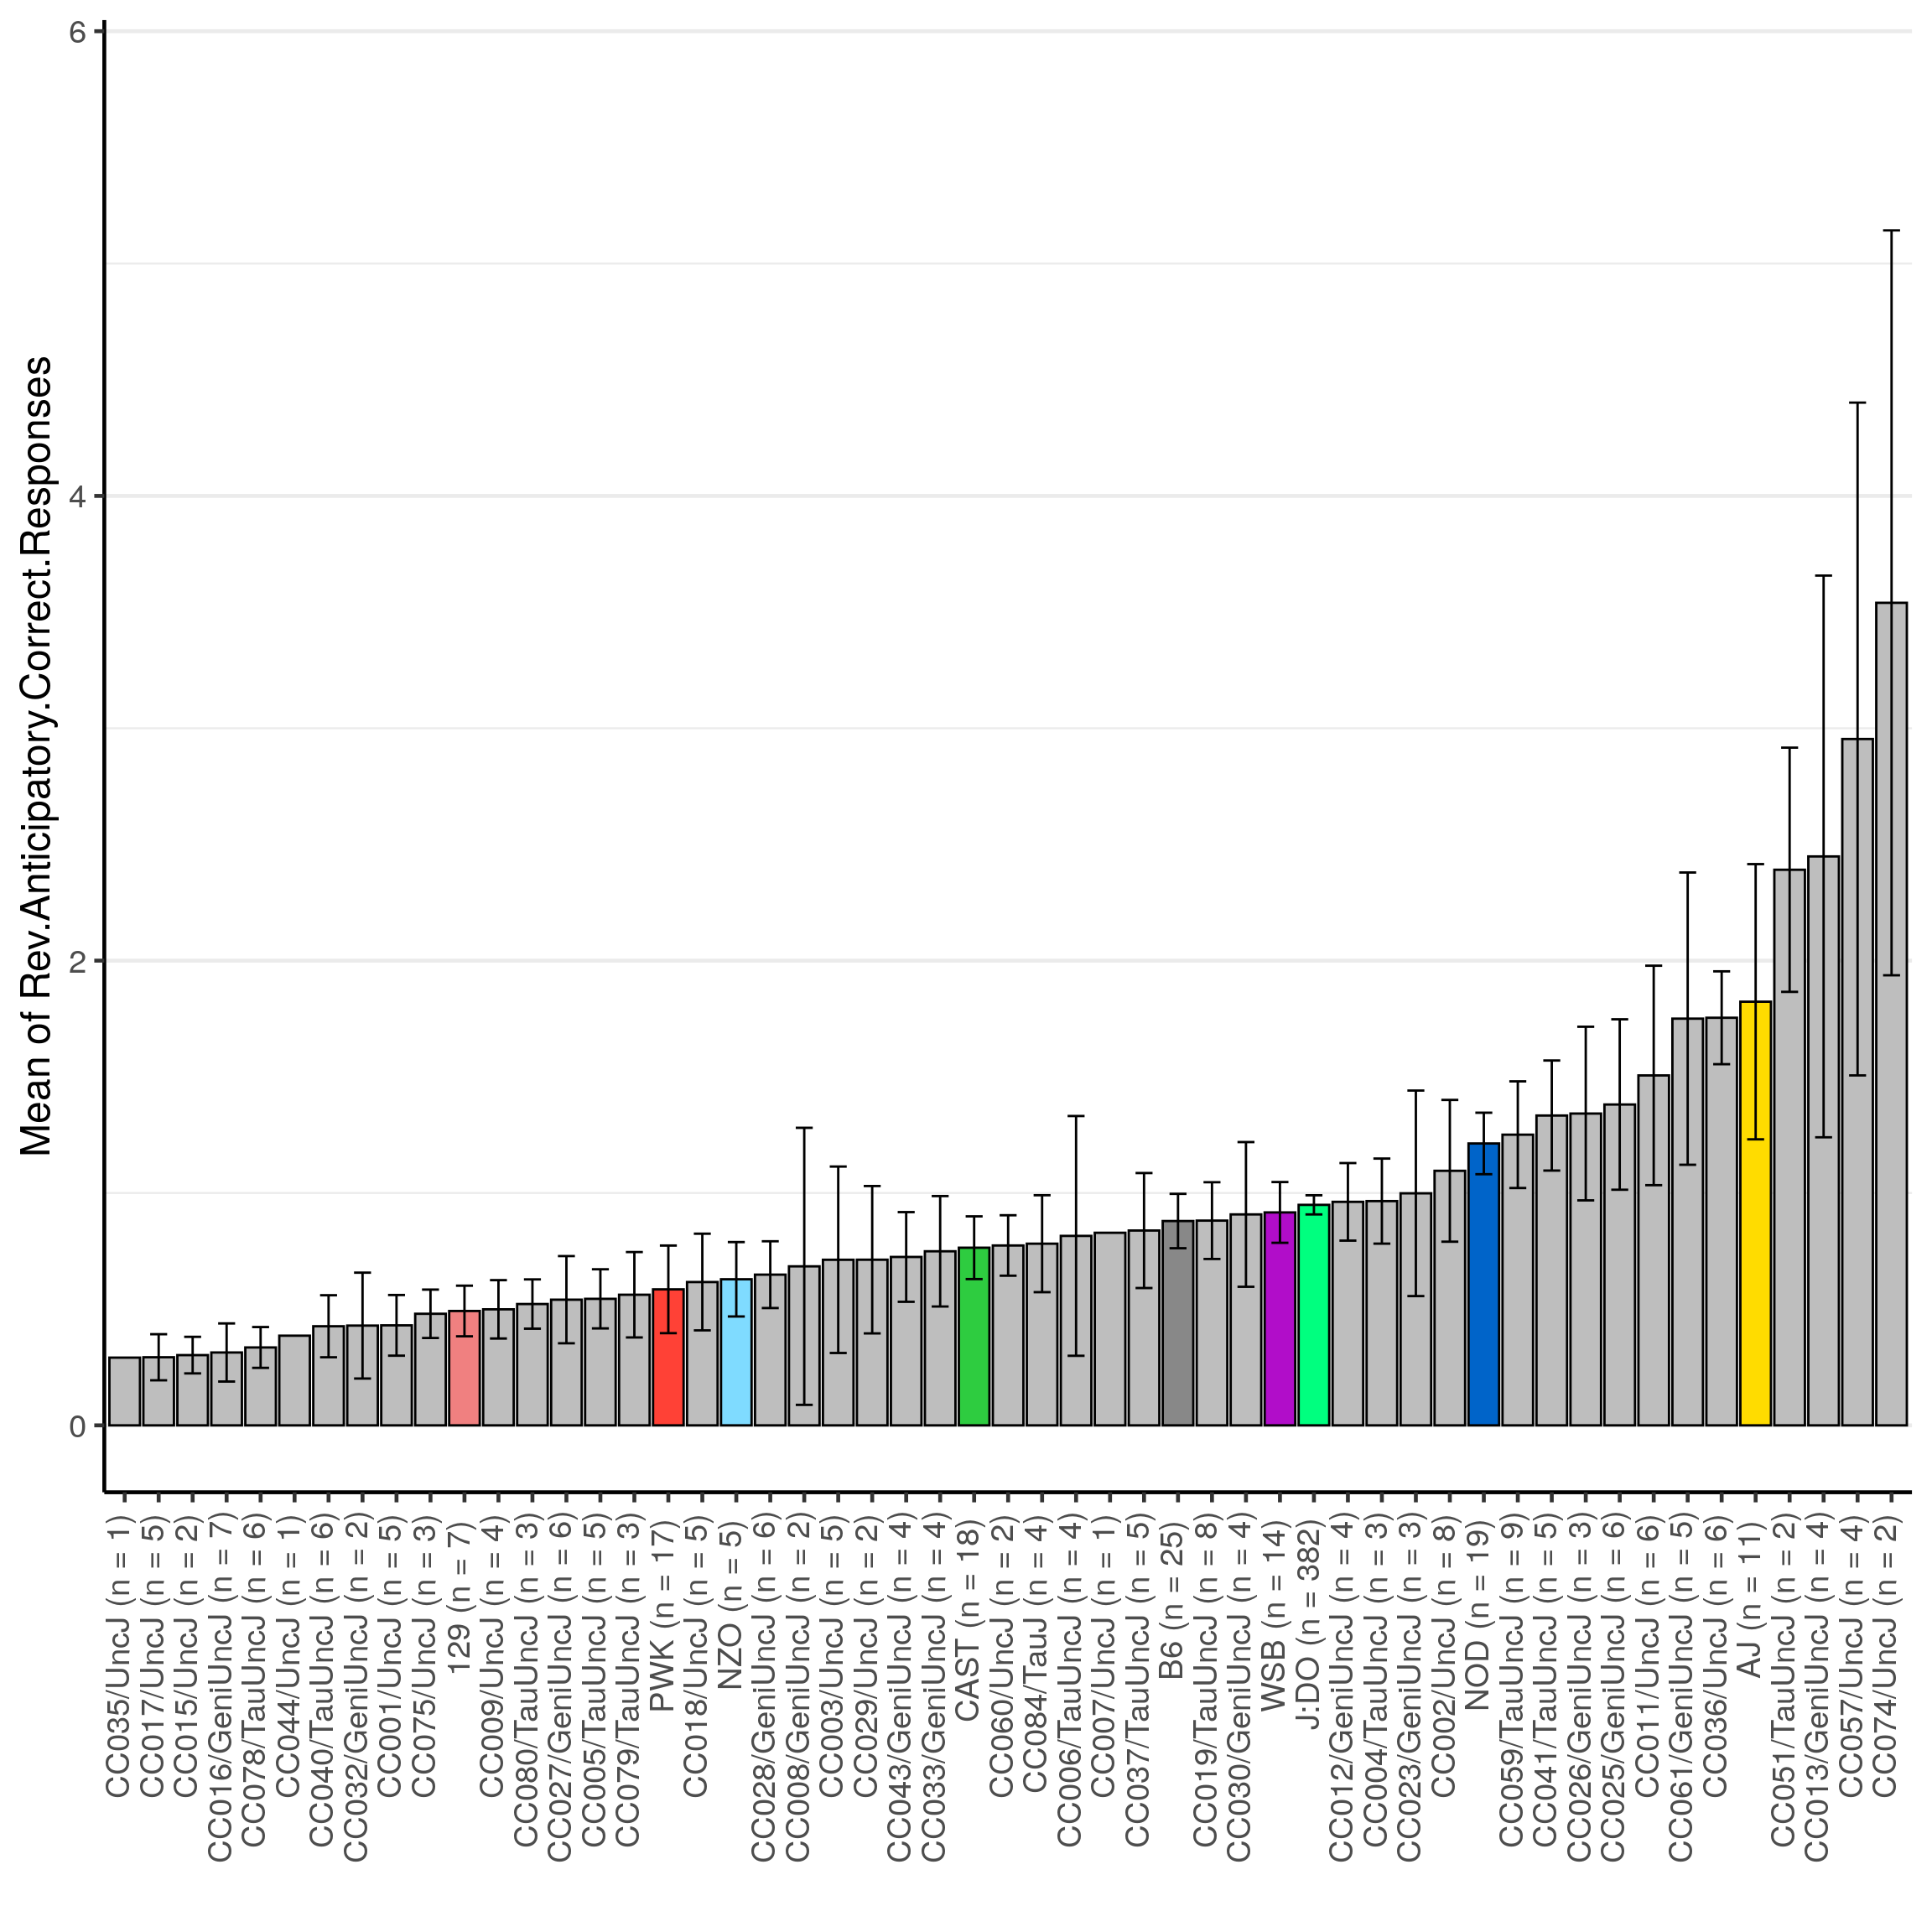 Mean of Rev.Anticipatory.Correct.Responses
6
4
2
0
CC035/UncJ (n = 1)
CC017/UncJ (n = 5)
CC015/UncJ (n = 2)
CC016/GeniUncJ (n = 7)
CC078/TauUncJ (n = 6)
CC044/UncJ (n = 1)
CC040/TauUncJ (n = 6)
CC032/GeniUncJ (n = 2)
CC001/UncJ (n = 5)
CC075/UncJ (n = 3)
129 (n = 7)
CC009/UncJ (n = 4)
CC080/TauUncJ (n = 3)
CC027/GeniUncJ (n = 6)
CC005/TauUncJ (n = 5)
CC079/TauUncJ (n = 3)
PWK (n = 17)
CC018/UncJ (n = 5)
NZO (n = 5)
CC028/GeniUncJ (n = 6)
CC008/GeniUncJ (n = 2)
CC003/UncJ (n = 5)
CC029/UncJ (n = 2)
CC043/GeniUncJ (n = 4)
CC033/GeniUncJ (n = 4)
CAST (n = 18)
CC060/UncJ (n = 2)
CC084/TauJ (n = 4)
CC006/TauUncJ (n = 4)
CC007/UncJ (n = 1)
CC037/TauUncJ (n = 5)
B6 (n = 25)
CC019/TauUncJ (n = 8)
CC030/GeniUncJ (n = 4)
WSB (n = 14)
J:DO (n = 382)
CC012/GeniUncJ (n = 4)
CC004/TauUncJ (n = 3)
CC023/GeniUncJ (n = 3)
CC002/UncJ (n = 8)
NOD (n = 19)
CC059/TauUncJ (n = 9)
CC041/TauUncJ (n = 5)
CC026/GeniUncJ (n = 3)
CC025/GeniUncJ (n = 6)
CC011/UncJ (n = 6)
CC061/GeniUncJ (n = 5)
CC036/UncJ (n = 6)
AJ (n = 11)
CC051/TauUncJ (n = 2)
CC013/GeniUncJ (n = 4)
CC057/UncJ (n = 4)
CC074/UncJ (n = 2)